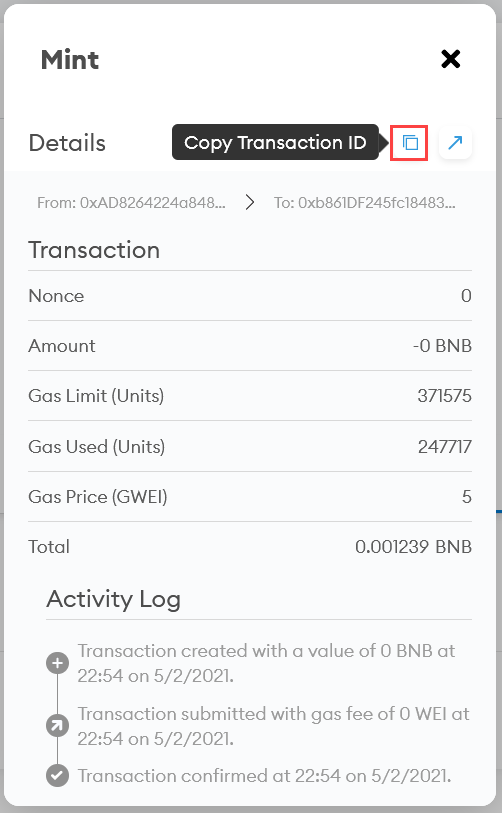 Mint
Details
Copy Transaction ID
From: 0xAD8264224a848...
To: 0xb861DF245fc18483...
Transaction
Nonce 0
Amount -0 BNB
Gas Limit (Units) 371575
Gas Used (Units) 247717
Gas Price (GWEI) 5
Total 0.001239 BNB
Activity Log
Transaction created with a value of 0 BNB at
22:54 on 5/2/2021.
Transaction submitted with gas fee of 0 WEI at
22:54 on 5/2/2021.
Transaction confirmed at 22:54 on 5/2/2021.